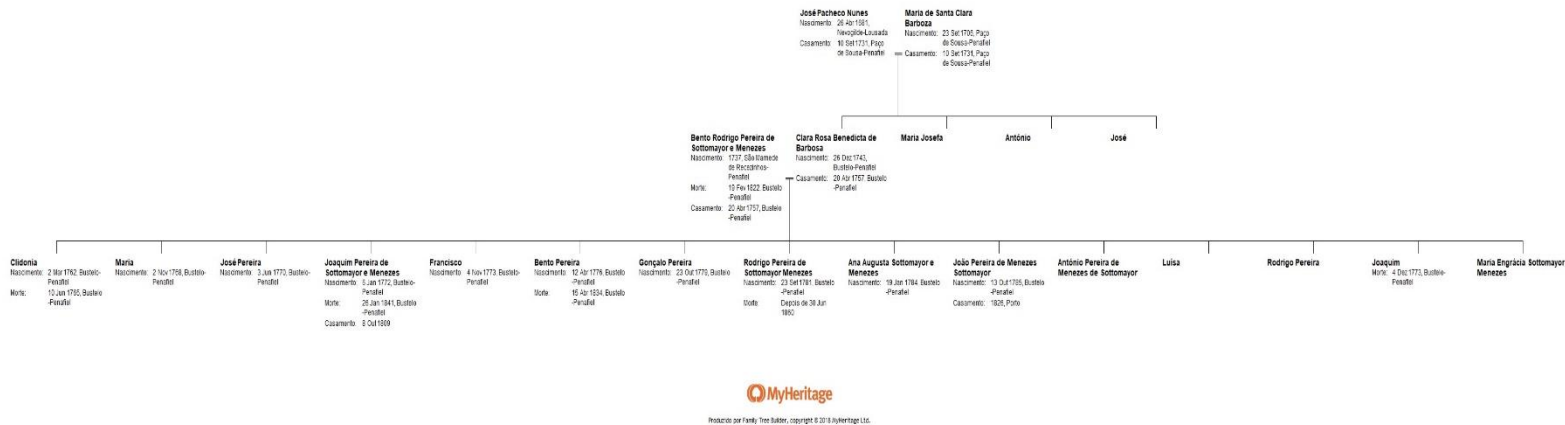 José Pacheco Nunes
Nascimento: 26 Abr 1681,
Nevogilde-Lousada
Casamento: 10 Set 1731, Paço
de Sousa-Penafiel
Maria de Santa Clara
Barboza
Nascimento: 23 Set 1706, Paço
de Sousa-Penafiel
Casamento: 10 Set 1731, Paço
de Sousa-Penafiel
Bento Rodrigo Pereira de
Sottomayor e Menezes
Nascimento: 1737, São Mamede
de Recezinhos-
Penafiel
Morte: 19 Fev 1822, Bustelo
-Penafiel
Casamento: 20 Abr 1757, Bustelo
-Penafiel
Clara Rosa Benedicta de
Barbosa
Nascimento: 26 Dez 1743,
Bustelo-Penafiel
Casamento: 20 Abr 1757, Bustelo
-Penafiel
Maria Josefa
António
José
Clidonia
Nascimento: 2 Mar 1762, Bustelo-
Penafiel
Morte: 10 Jun 1765, Bustelo
-Penafiel
Maria
Nascimento: 2 Nov 1768, Bustelo-
Penafiel
José Pereira
Nascimento: 3 Jun 1770, Bustelo-
Penafiel
Joaquim Pereira de
Sottomayor e Menezes
Nascimento: 5 Jan 1772, Bustelo-
Penafiel
Morte: 26 Jan 1841, Bustelo
-Penafiel
Casamento: 8 Out 1809
Francisco
Nascimento: 4 Nov 1773, Bustelo-
Penafiel
Bento Pereira
Nascimento: 12 Abr 1776, Bustelo
-Penafiel
Morte: 15 Abr 1834, Bustelo
-Penafiel
Gonçalo Pereira
Nascimento: 23 Out 1779, Bustelo
-Penafiel
Rodrigo Pereira de
Sottomayor Menezes
Nascimento: 23 Set 1781, Bustelo
-Penafiel
Morte: Depois de 30 Jun
1860
Ana Augusta Sottomayor e
Menezes
Nascimento: 19 Jan 1784, Bustelo
-Penafiel
João Pereira de Menezes
Sottomayor
Nascimento: 13 Out 1785, Bustelo
-Penafiel
Casamento: 1826, Porto
António Pereira de
Menezes de Sottomayor
Luisa
Rodrigo Pereira
Joaquim
Morte: 4 Dez 1773, Bustelo-
Penafiel
Maria Engrácia Sottomayor
Menezes
MyHeritage
Produzido por Family Tree Builder, copyright © 2018 MyHeritage Ltd.